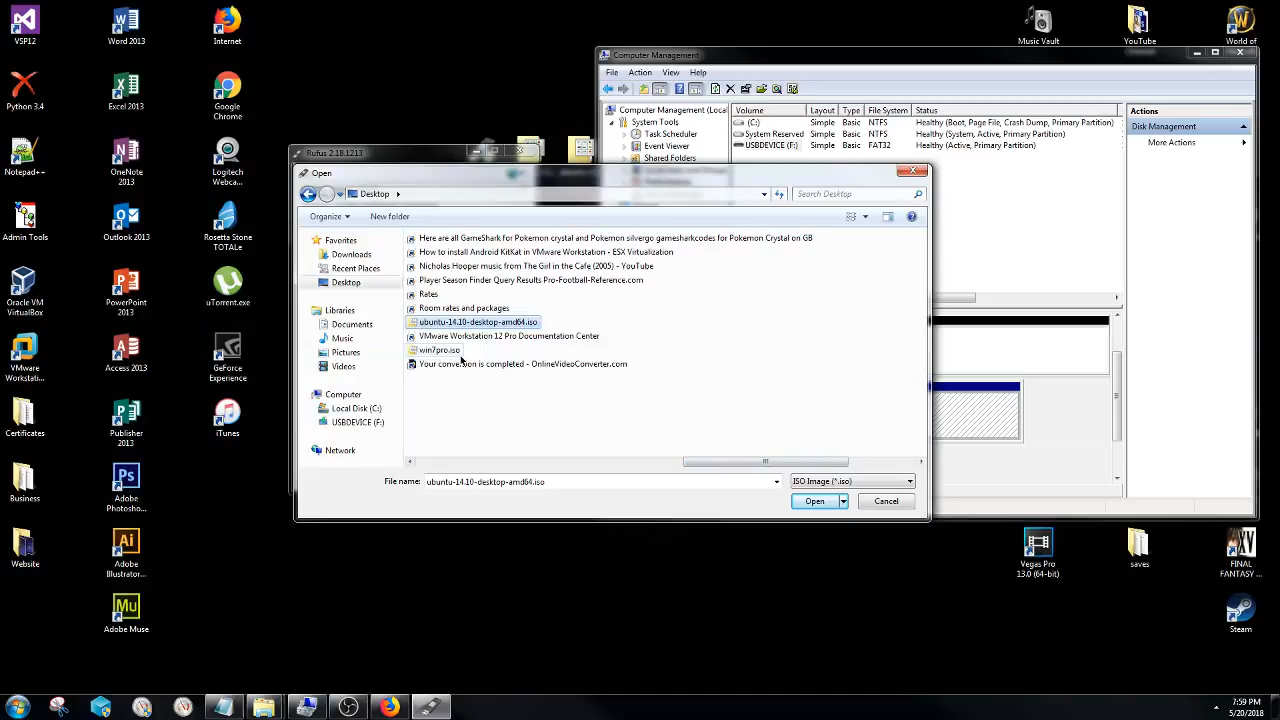 VSP12
Word 2013
Internet
Music Vault
YouTube
World of
Python 3.4
Excel 2013
Google
Chrome
Notepad++
OneNote
2013
Logitech
Webca...
Admin Tools
Outlook 2013
Rosetta Stone
TOTALe
Oracle VM
VirtualBox
PowerPoint
2013
uTorrent.exe
VMware
Workstati...
Access 2013
GeForce
Experience
Certificates
Publisher
2013
iTunes
Business
Adobe
Photosho...
Website
Adobe
Illustrator...
Adobe Muse
Vegas Pro
13.0 (64-bit)
saves
FINAL
FANTASY ...
Steam
Computer Management
File Action View Help
Computer Management (Local
System Tools
Task Scheduler
Event Viewer
Shared Folders
Volume Layout Type File System Status
(C:) Simple Basic NTFS Healthy (Boot, Page File, Crash Dump, Primary Partition)
System Reserved Simple Basic NTFS Healthy (System, Active, Primary Partition)
USBDEVICE (F:) Simple Basic FAT32 Healthy (Active, Primary Partition)
Actions
Disk Management
More Actions
Rufus 2.18.1213
Open
Desktop
Search Desktop
Organize New folder
Favorites
Downloads
Recent Places
Desktop
Libraries
Documents
Music
Pictures
Videos
Computer
Local Disk (C:)
USBDEVICE (F:)
Network
Here are all GameShark for Pokemon crystal and Pokemon silvergo gamesharkcodes for Pokemon Crystal on GB
How to install Android KitKat in VMware Workstation - ESX Virtualization
Nicholas Hooper music from The Girl in the Cafe (2005) - YouTube
Player Season Finder Query Results Pro-Football-Reference.com
Rates
Room rates and packages
ubuntu-14.10-desktop-amd64.iso
VMware Workstation 12 Pro Documentation Center
win7pro.iso
Your conversion is completed - OnlineVideoConverter.com
File name: ubuntu-14.10-desktop-amd64.iso
ISO Image (*.iso)
Open
Cancel
7:59 PM
5/20/2018